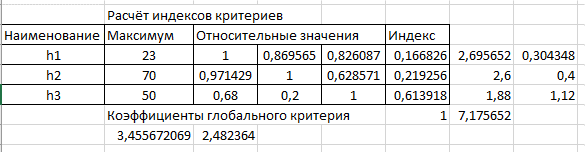 Расчёт индексов критериев
Наименование Максимум Относительные значения Индекс
h1 23 1 0,869565 0,826087 0,166826 2,695652 0,304348
h2 70 0,971429 1 0,628571 0,219256 2,6 0,4
h3 50 0,68 0,2 1 0,613918 1,88 1,12
Коэффициенты глобального критерия 1 7,175652
3,455672069 2,482364